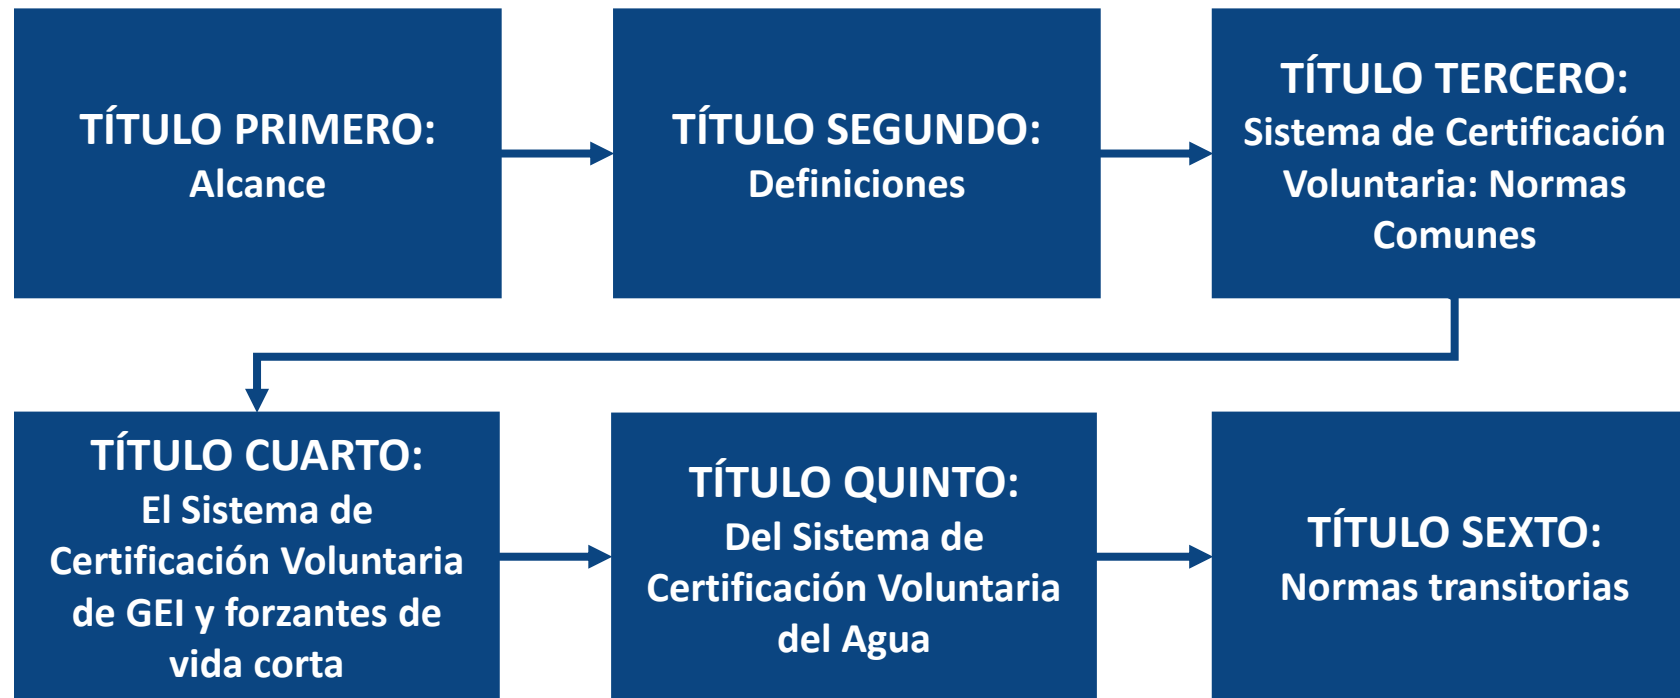 TÍTULO PRIMERO:
Alcance
TÍTULO SEGUNDO:
Definiciones
TÍTULO TERCERO:
Sistema de Certificación
Voluntaria: Normas
Comunes
TÍTULO CUARTO:
El Sistema de
Certificación Voluntaria
de GEI y forzantes de
vida corta
TÍTULO QUINTO:
Del Sistema de
Certificación Voluntaria
del Agua
TÍTULO SEXTO:
Normas transitorias